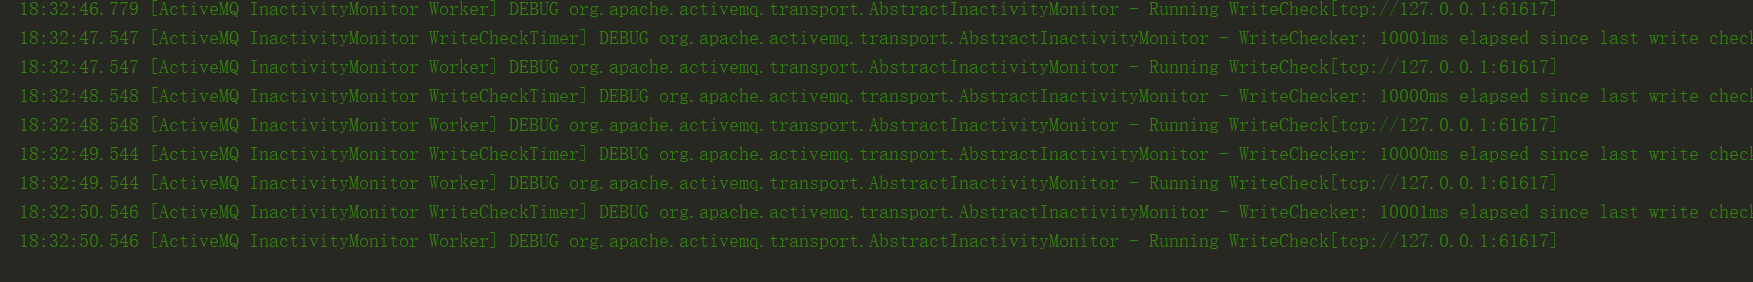 18:32:46.779 [ActiveMQ InactivityMonitor Worker] DEBUG org.apache.activemq.transport.AbstractInactivityMonitor - Running WriteCheck[tcp://127.0.0.1:61617]
18:32:47.547 [ActiveMQ InactivityMonitor WriteCheckTimer] DEBUG org.apache.activemq.transport.AbstractInactivityMonitor - WriteChecker: 10001ms elapsed since last write check
18:32:47.547 [ActiveMQ InactivityMonitor Worker] DEBUG org.apache.activemq.transport.AbstractInactivityMonitor - Running WriteCheck[tcp://127.0.0.1:61617]
18:32:48.548 [ActiveMQ InactivityMonitor WriteCheckTimer] DEBUG org.apache.activemq.transport.AbstractInactivityMonitor - WriteChecker: 10000ms elapsed since last write check
18:32:48.548 [ActiveMQ InactivityMonitor Worker] DEBUG org.apache.activemq.transport.AbstractInactivityMonitor - Running WriteCheck[tcp://127.0.0.1:61617]
18:32:49.544 [ActiveMQ InactivityMonitor WriteCheckTimer] DEBUG org.apache.activemq.transport.AbstractInactivityMonitor - WriteChecker: 10000ms elapsed since last write check
18:32:49.544 [ActiveMQ InactivityMonitor Worker] DEBUG org.apache.activemq.transport.AbstractInactivityMonitor - Running WriteCheck[tcp://127.0.0.1:61617]
18:32:50.546 [ActiveMQ InactivityMonitor WriteCheckTimer] DEBUG org.apache.activemq.transport.AbstractInactivityMonitor - WriteChecker: 10001ms elapsed since last write check
18:32:50.546 [ActiveMQ InactivityMonitor Worker] DEBUG org.apache.activemq.transport.AbstractInactivityMonitor - Running WriteCheck[tcp://127.0.0.1:61617]